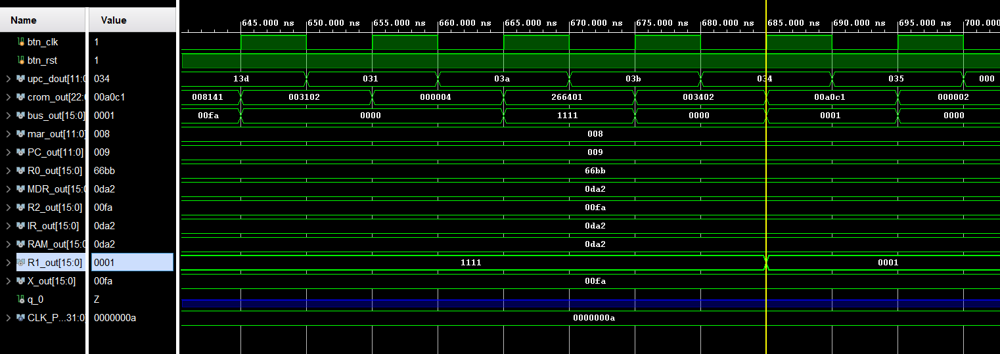 Name Value
645.000 ns 650.000 ns 655.000 ns 660.000 ns 665.000 ns 670.000 ns 675.000 ns 680.000 ns 685.000 ns 690.000 ns 695.000 ns 700.000
btn_clk 1
btn_rst 1
upc_dout[11:0 034 13d 031 03a 03b 034 035 000
crom_out[22:0 00a0c1 008141 003102 000004 266401 003402 00a0c1 000002
bus_out[15:0] 0001 00fa 0000 1111 0000 0001 0000
mar_out[11:0] 008 008
PC_out[11:0] 009 009
R0_out[15:0] 66bb 66bb
MDR_out[15:0 0da2 0da2
R2_out[15:0] 00fa 00fa
IR_out[15:0] 0da2 0da2
RAM_out[15:0 0da2 0da2
R1_out[15:0] 0001 1111 0001
X_out[15:0] 00fa 00fa
q_0 Z
CLK_P...31:0] 0000000a 0000000a